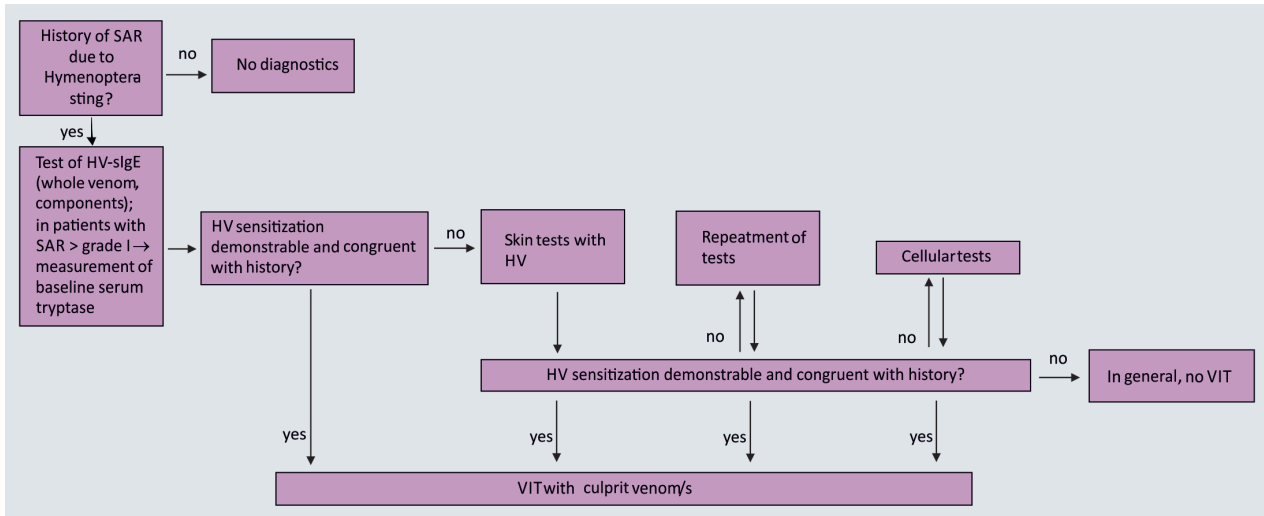 History of SAR
due to
Hymenoptera
sting?
no
No diagnostics
yes
Test of HV-sIgE
(whole venom,
components);
in patients with
SAR > grade I→
measurement of
baseline serum
tryptase
HV sensitization
demonstrable and congruent
with history?
no
Skin tests with
HV
Repeatment of
tests
Cellular tests
no
no
HV sensitization demonstrable and congruent with history?
no
In general, no VIT
yes
yes
yes
yes
VIT with culprit venom/s